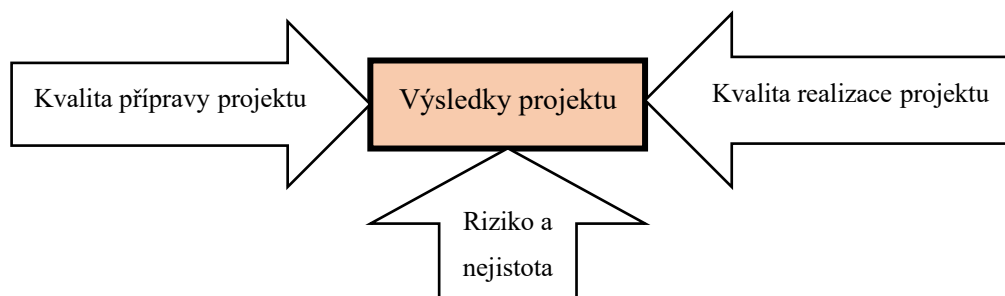 Kvalita přípravy projektu
Výsledky projektu
Kvalita realizace projektu
Riziko a
nejistota